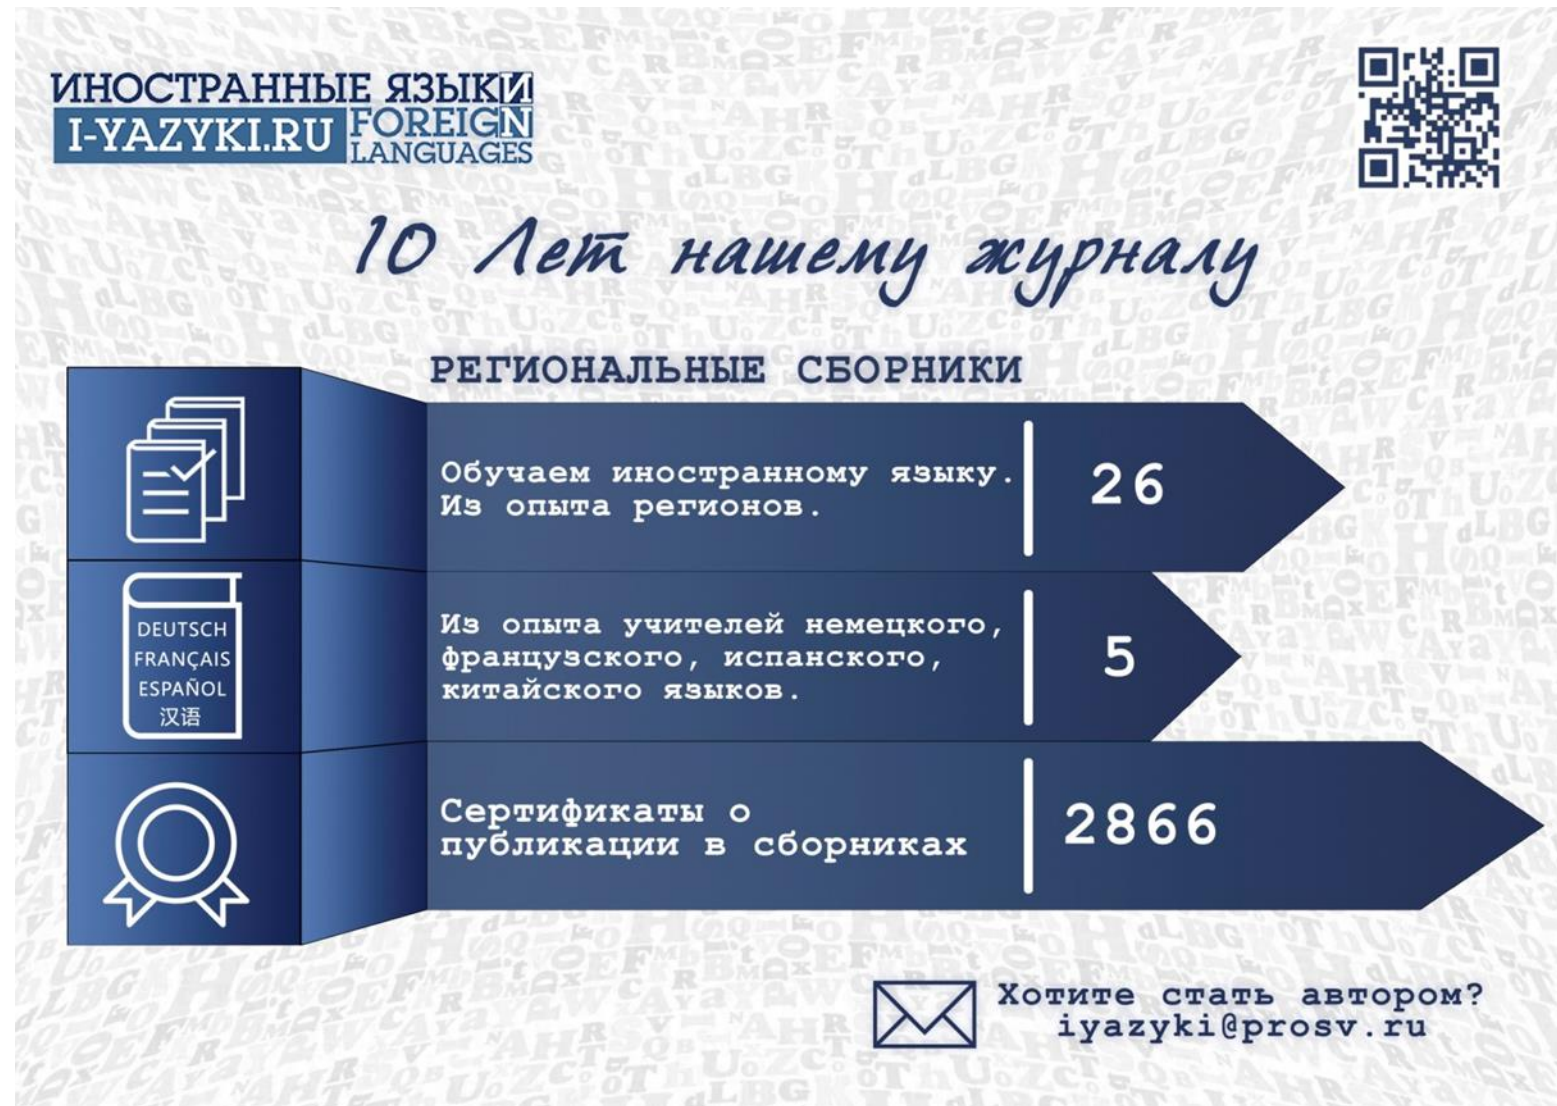 ИНОСТРАННЫЕ ЯЗЫКИ
I-YAZYKI.RU FOREIGN
LANGUAGES
10 Лет нашему журналу
РЕГИОНАЛЬНЫЕ СБОРНИКИ
Обучаем иностранному языку.
Из опыта регионов.
26
DEUTSCH
FRANÇAIS
ESPAÑOL
汉语
Из опыта учителей немецкого,
французского, испанского,
китайского языков.
5
Сертификаты о
публикации в сборниках
2866
Хотите стать автором?
iyazyki@prosv.ru